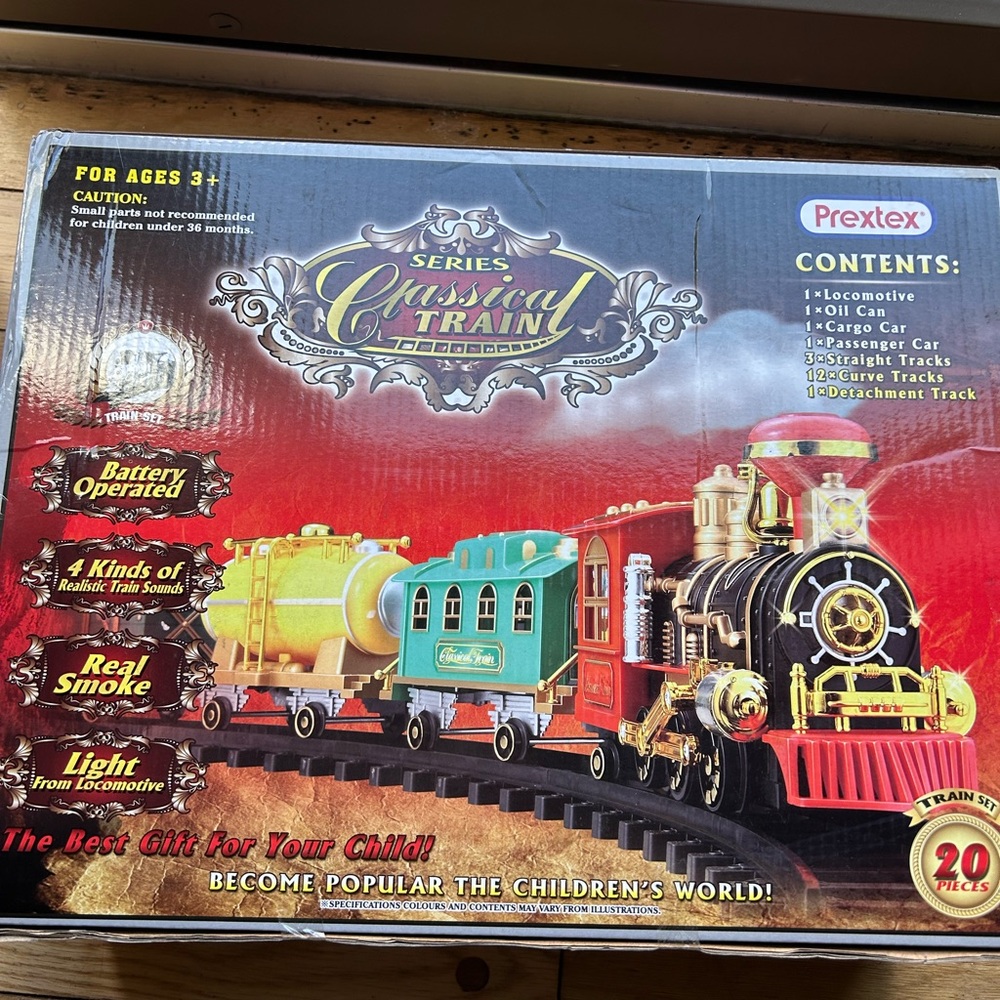 FOR AGES 3+
CAUTION:
Small parts not recommended
for children under 36 months.
SERIES
Classical
TRAIN
Prextex®
CONTENTS:
1×Locomotive
1×Oil Can
1×Cargo Car
1×Passenger Car
3×Straight Tracks
12×Curve Tracks
1×Detachment Track
TRAIN SET
Battery
Operated
4 Kinds of
Realistic Train Sounds
Real
Smoke
Light
From Locomotive
Classical Train
The Best Gift For Your Child!
BECOME POPULAR THE CHILDREN'S WORLD!
※SPECIFICATIONS COLOURS AND CONTENTS MAY VARY FROM ILLUSTRATIONS.
TRAIN SET
20
PIECES